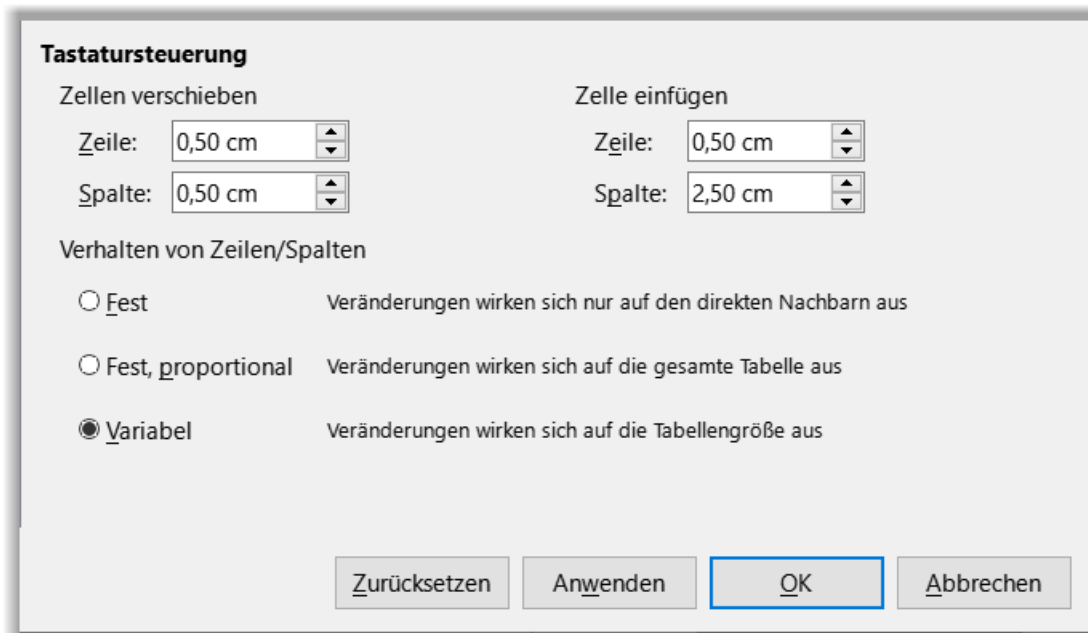 Tastatursteuerung
Zellen verschieben Zelle einfügen
Zeile: 0,50 cm Zeile: 0,50 cm
Spalte: 0,50 cm Spalte: 2,50 cm
Verhalten von Zeilen/Spalten
Fest Veränderungen wirken sich nur auf den direkten Nachbarn aus
Fest, proportional Veränderungen wirken sich auf die gesamte Tabelle aus
Variabel Veränderungen wirken sich auf die Tabellengröße aus
Zurücksetzen Anwenden OK Abbrechen